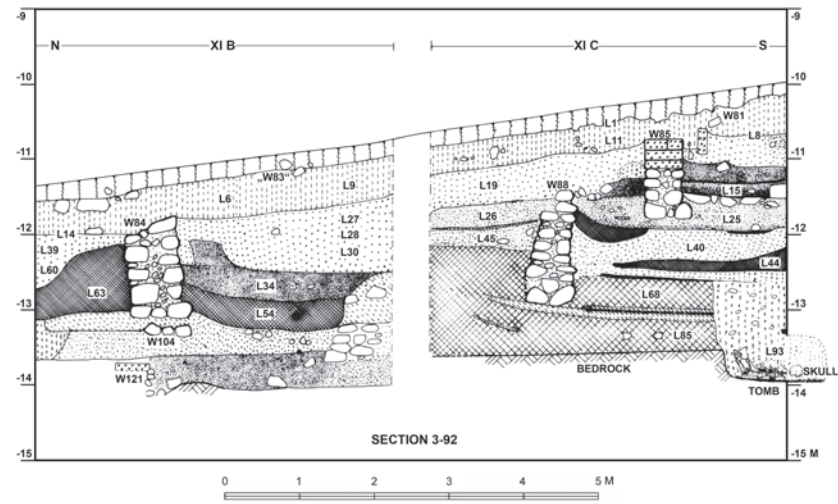 -9 -9
N XI B XI C S
-10 -10
W81
L1 W85 L8
L11
-11 -11
„W83“
L6 L9 L19 W88 L15
W84 L27 L26 L25
-12 L14 L28 -12
L39 L30 L45 L40
L60 L44
L63 L34 L68
-13 L54 -13
W104 L85
L93
W121 BEDROCK SKULL
-14 TOMB -14
SECTION 3-92
-15 -15 M
0 1 2 3 4 5 M